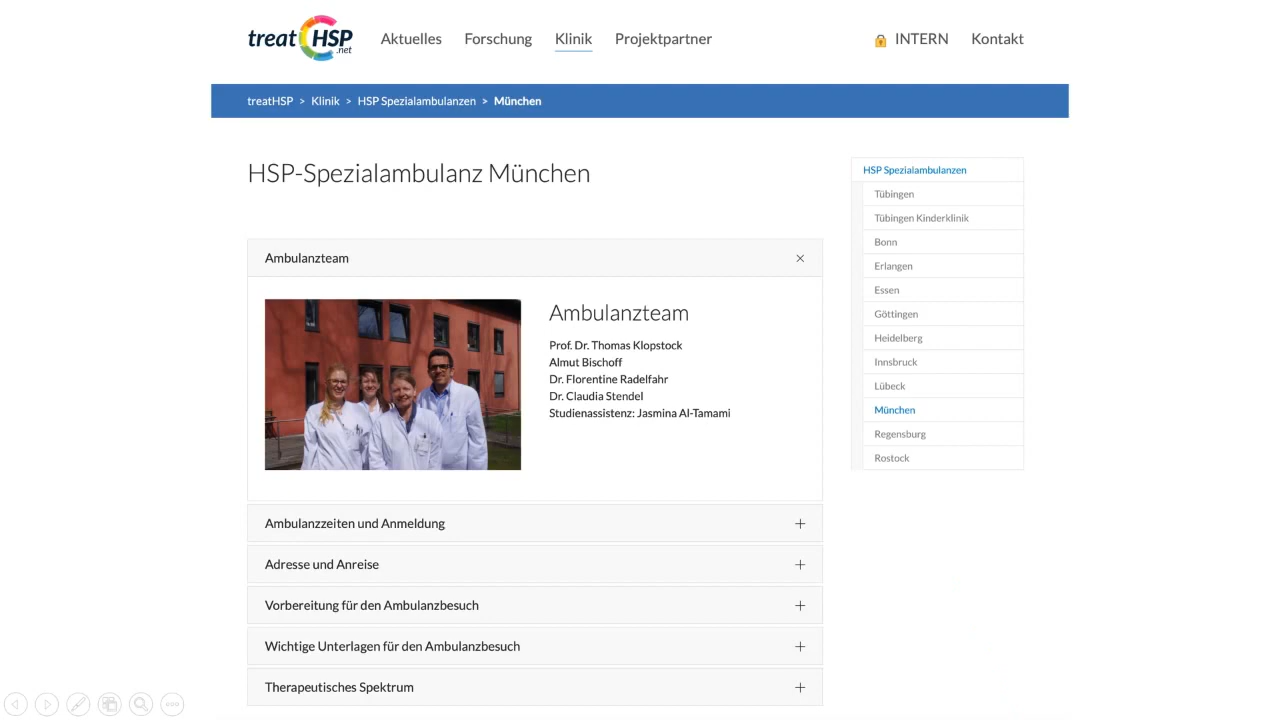 treat HSP .net
Aktuelles Forschung Klinik Projektpartner INTERN Kontakt
treatHSP > Klinik > HSP Spezialambulanzen > München
HSP-Spezialambulanz München
Ambulanzteam
Ambulanzteam
Prof. Dr. Thomas Klopstock
Almut Bischoff
Dr. Florentine Radelfahr
Dr. Claudia Stendel
Studienassistenz: Jasmina Al-Tamami
Ambulanzzeiten und Anmeldung
Adresse und Anreise
Vorbereitung für den Ambulanzbesuch
Wichtige Unterlagen für den Ambulanzbesuch
Therapeutisches Spektrum
HSP Spezialambulanzen
Tübingen
Tübingen Kinderklinik
Bonn
Erlangen
Essen
Göttingen
Heidelberg
Innsbruck
Lübeck
München
Regensburg
Rostock